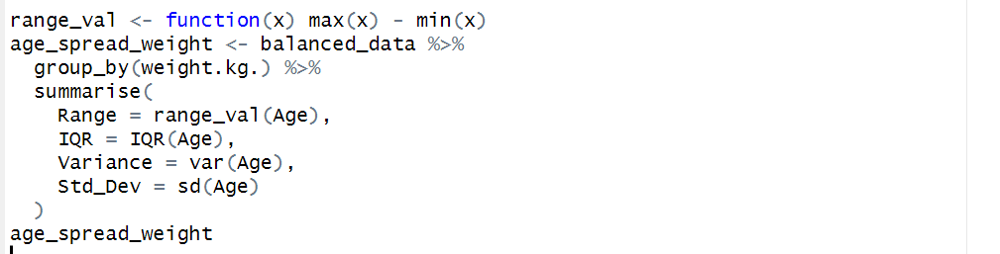 range_val <- function(x) max(x) - min(x)
age_spread_weight <- balanced_data %>%
  group_by(weight.kg.) %>%
  summarise(
    Range = range_val(Age),
    IQR = IQR(Age),
    Variance = var(Age),
    Std_Dev = sd(Age)
  )
age_spread_weight